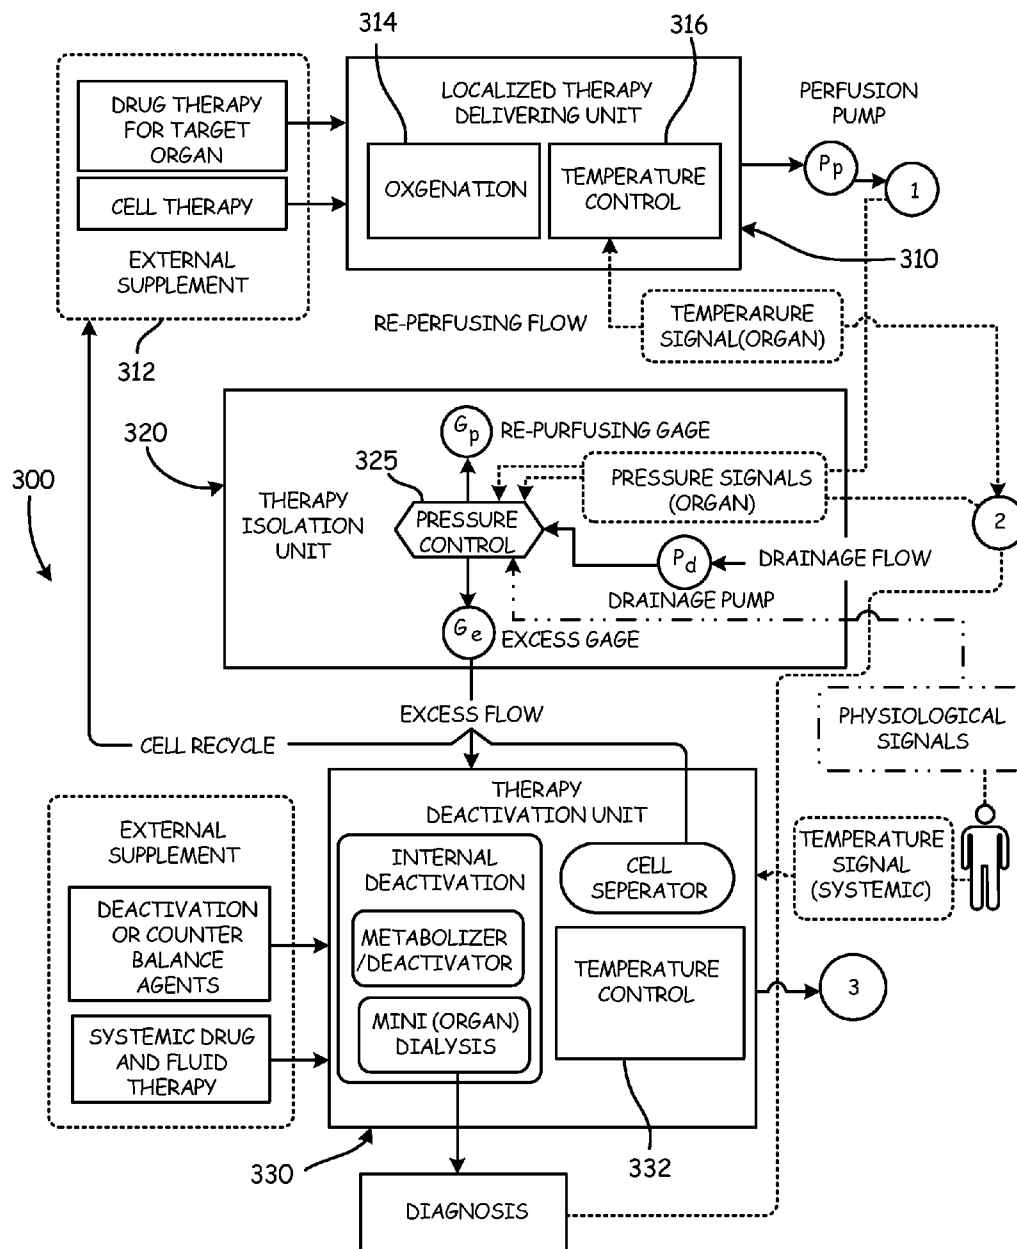 314
316
DRUG THERAPY
FOR TARGET
ORGAN
CELL THERAPY
EXTERNAL
SUPPLEMENT
312
LOCALIZED THERAPY
DELIVERING UNIT
OXGENATION
TEMPERATURE
CONTROL
PERFUSION
PUMP
Pp
1
310
RE-PERFUSING FLOW
TEMPERARURE
SIGNAL(ORGAN)
300
320
325
THERAPY
ISOLATION
UNIT
Gp
RE-PURFUSING GAGE
PRESSURE
CONTROL
PRESSURE SIGNALS
(ORGAN)
2
Pd
DRAINAGE FLOW
DRAINAGE PUMP
Ge
EXCESS GAGE
EXCESS FLOW
CELL RECYCLE
PHYSIOLOGICAL
SIGNALS
EXTERNAL
SUPPLEMENT
DEACTIVATION
OR COUNTER
BALANCE
AGENTS
SYSTEMIC DRUG
AND FLUID
THERAPY
THERAPY
DEACTIVATION UNIT
INTERNAL
DEACTIVATION
METABOLIZER
/DEACTIVATOR
MINI (ORGAN)
DIALYSIS
CELL
SEPERATOR
TEMPERATURE
CONTROL
TEMPERATURE
SIGNAL
(SYSTEMIC)
3
330
332
DIAGNOSIS